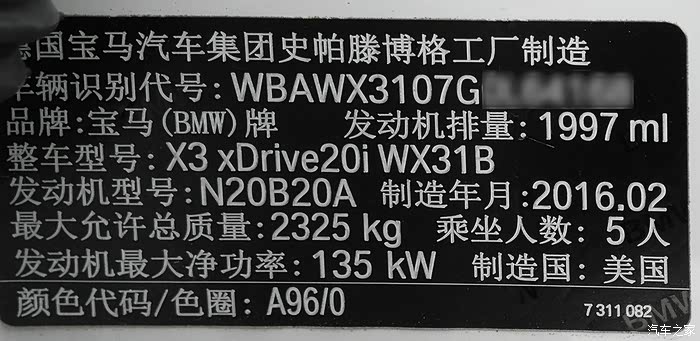 德国宝马汽车集团史帕滕博格工厂制造
车辆识别代号: WBAWX3107G
品牌:宝马(BMW)牌 发动机排量:1997 ml
整车型号: X3 xDrive20i WX31B
发动机型号:N20B20A 制造年月:2016.02
最大允许总质量:2325 kg 乘坐人数: 5人
发动机最大净功率: 135 kW 制造国: 美国
颜色代码/色圈: A96/0 7 311 082
BMW
汽车之家